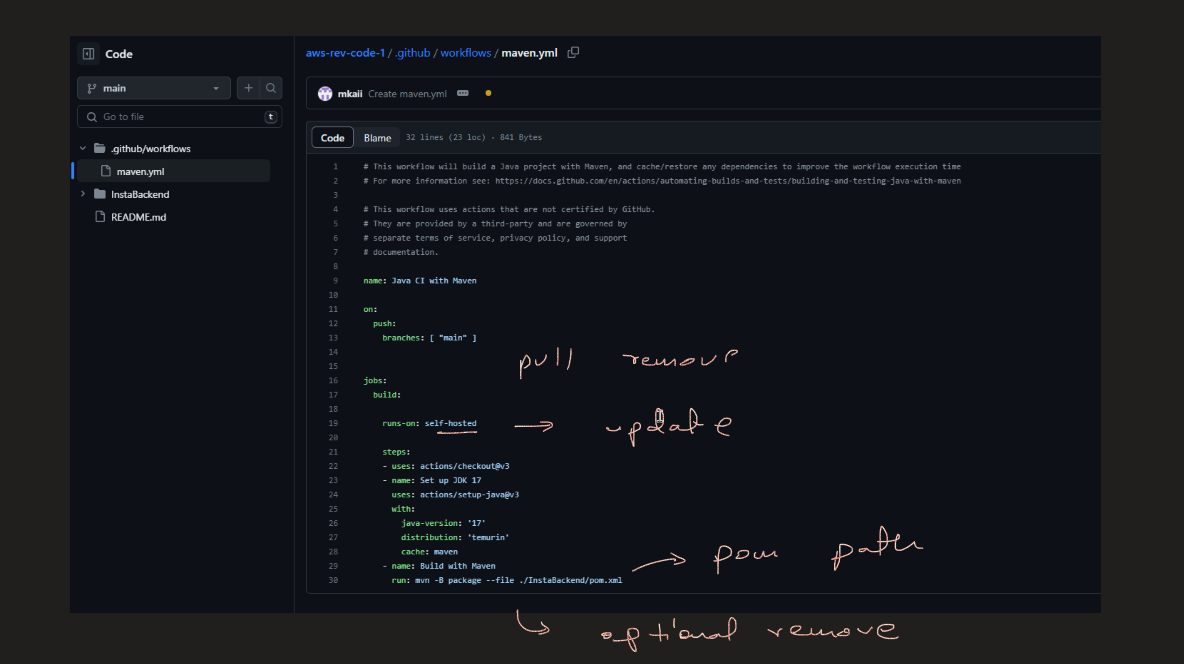 Code
aws-rev-code-1 / .github / workflows / maven.yml
main
mkaii Create maven.yml
Go to file t
Code Blame 32 lines (23 loc) · 841 Bytes
.github/workflows
maven.yml
InstaBackend
README.md
1 # This workflow will build a Java project with Maven, and cache/restore any dependencies to improve the workflow execution time
2 # For more information see: https://docs.github.com/en/actions/automating-builds-and-tests/building-and-testing-java-with-maven
3
4 # This workflow uses actions that are not certified by GitHub.
5 # They are provided by a third-party and are governed by
6 # separate terms of service, privacy policy, and support
7 # documentation.
8
9 name: Java CI with Maven
10
11 on:
12 push:
13 branches: [ "main" ]
14
pull remove
15
16 jobs:
17 build:
18
19 runs-on: self-hosted → update
20
21 steps:
22 - uses: actions/checkout@v3
23 - name: Set up JDK 17
24 uses: actions/setup-java@v3
25 with:
26 java-version: '17'
27 distribution: 'temurin'
28 cache: maven
29 - name: Build with Maven → pom path
30 run: mvn -B package --file ./InstaBackend/pom.xml
optional remove